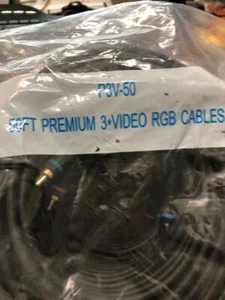 P3V-50
50FT PREMIUM 3•VIDEO RGB CABLES